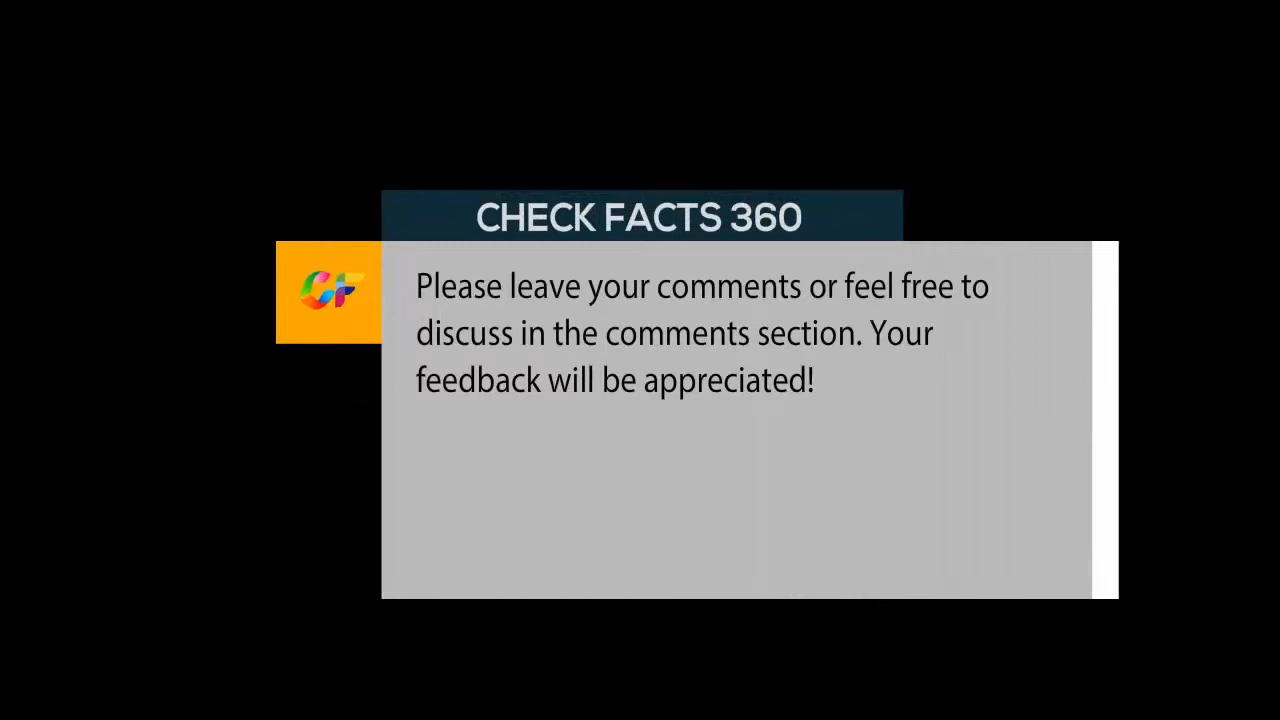 CHECK FACTS 360
CF
Please leave your comments or feel free to
discuss in the comments section. Your
feedback will be appreciated!